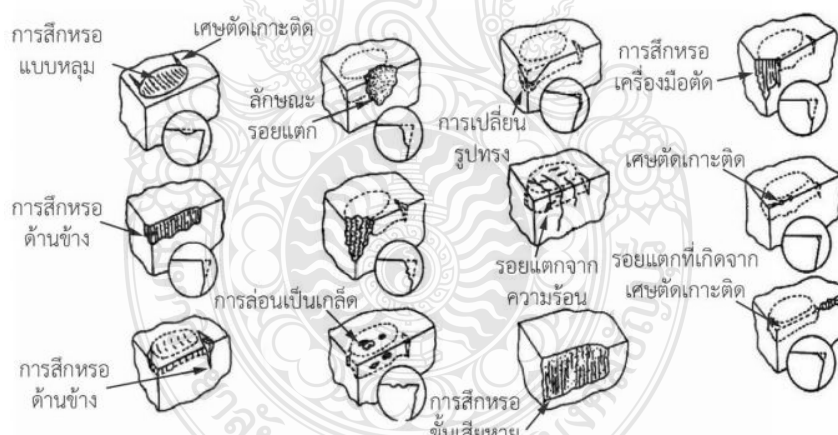 การสึกหรอ
แบบหลุม
เศษตัดเกาะติด
ลักษณะ
รอยแตก
การเปลี่ยน
รูปทรง
การสึกหรอ
เครื่องมือตัด
การสึกหรอ
ด้านข้าง
รอยแตกจาก
ความร้อน
เศษตัดเกาะติด
รอยแตกที่เกิดจาก
เศษตัดเกาะติด
การล่อนเป็นเกล็ด
การสึกหรอ
ด้านข้าง
การสึกหรอ
ขั้นเสียหาย